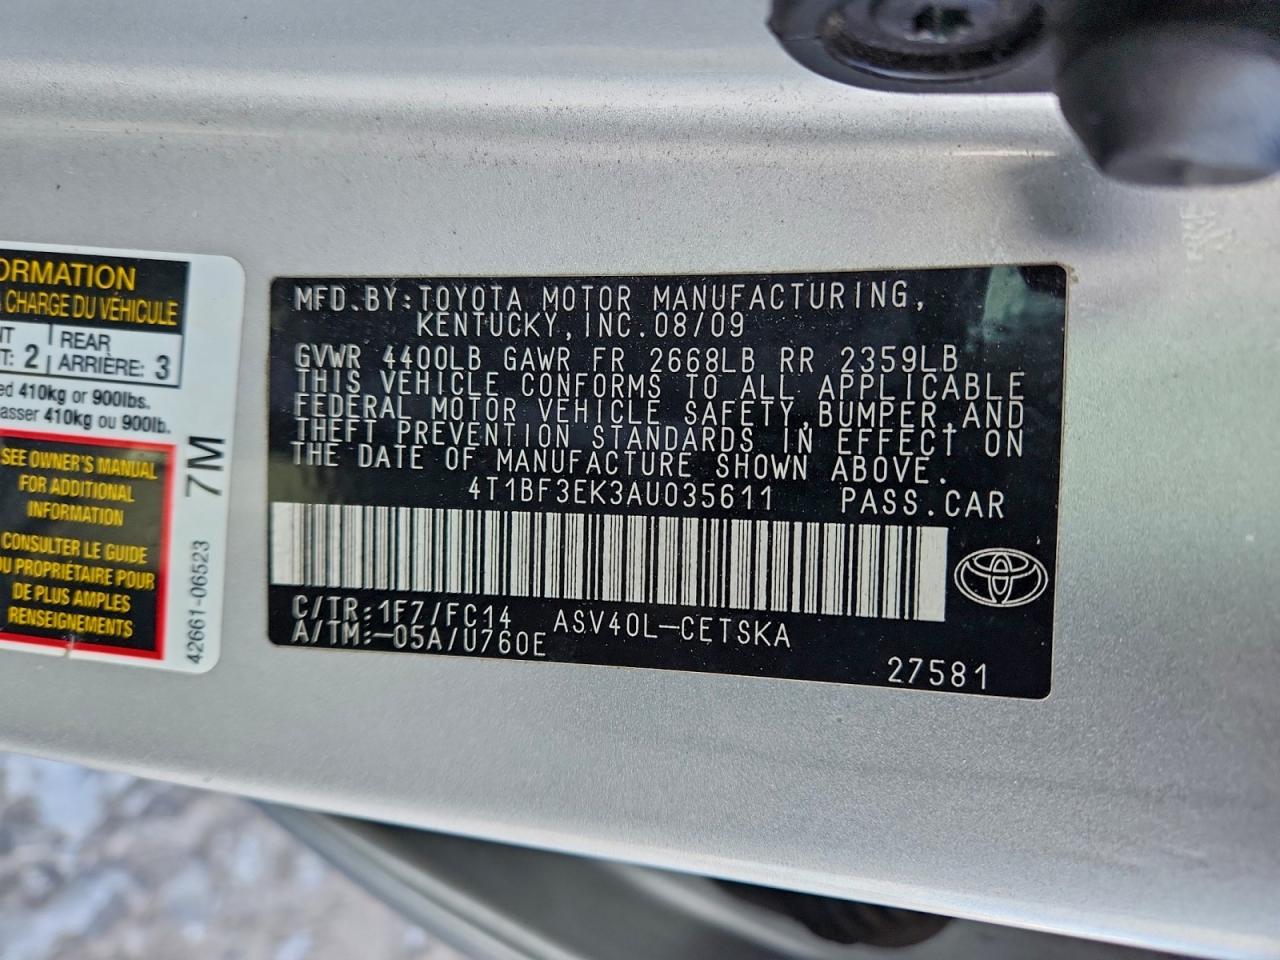 ORMATION
CHARGE DU VÉHICULE
NT REAR
T: 2 ARRIÈRE: 3
ed 410kg or 900lbs.
asser 410kg ou 900lb.
SEE OWNER'S MANUAL
FOR ADDITIONAL
INFORMATION
CONSULTER LE GUIDE
U PROPRIÉTAIRE POUR
DE PLUS AMPLES
RENSEIGNEMENTS
7M
42661-06523
MFD.BY:TOYOTA MOTOR MANUFACTURING,
KENTUCKY,INC.08/09
GVWR 4400LB GAWR FR 2668LB RR 2359LB
THIS VEHICLE CONFORMS TO ALL APPLICABLE
FEDERAL MOTOR VEHICLE SAFETY,BUMPER,AND
THEFT PREVENTION STANDARDS IN EFFECT ON
THE DATE OF MANUFACTURE SHOWN ABOVE.
4T1BF3EK3AU035611 PASS.CAR
C/TR:1F7/FC14 ASV40L-CETSKA
A/TM:-05A/U760E
27581